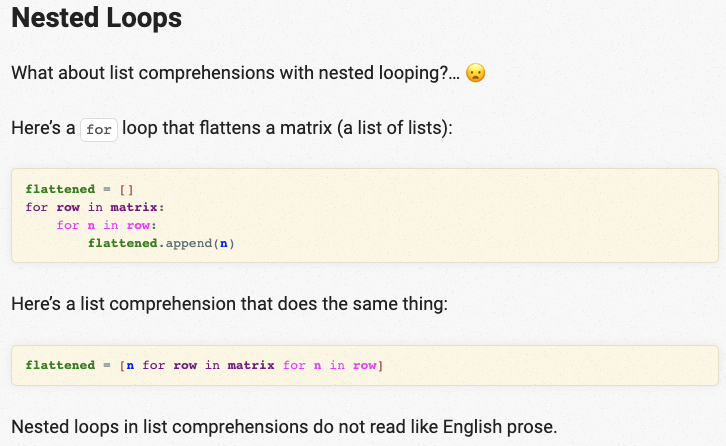 Nested Loops
What about list comprehensions with nested looping?… 😦
Here’s a for loop that flattens a matrix (a list of lists):
flattened = []
for row in matrix:
    for n in row:
        flattened.append(n)
Here’s a list comprehension that does the same thing:
flattened = [n for row in matrix for n in row]
Nested loops in list comprehensions do not read like English prose.